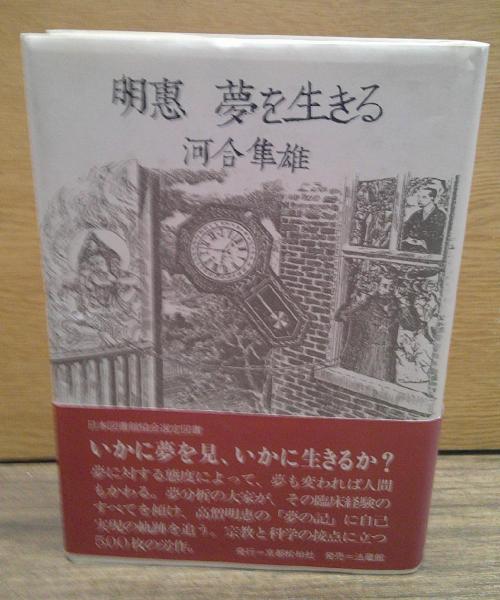 明惠 夢を生きる
河合隼雄
日本図書館協会選定図書
いかに夢を見、いかに生きるか?
夢に対する態度によって、夢も変われば人間
もかわる。夢分析の大家が、その臨床経験の
すべてを傾け、高僧明恵の「夢の記」に自己
実現の軌跡を追う。宗教と科学の接点に立つ
500枚の労作。
発行=京都松柏社 発売=法蔵館